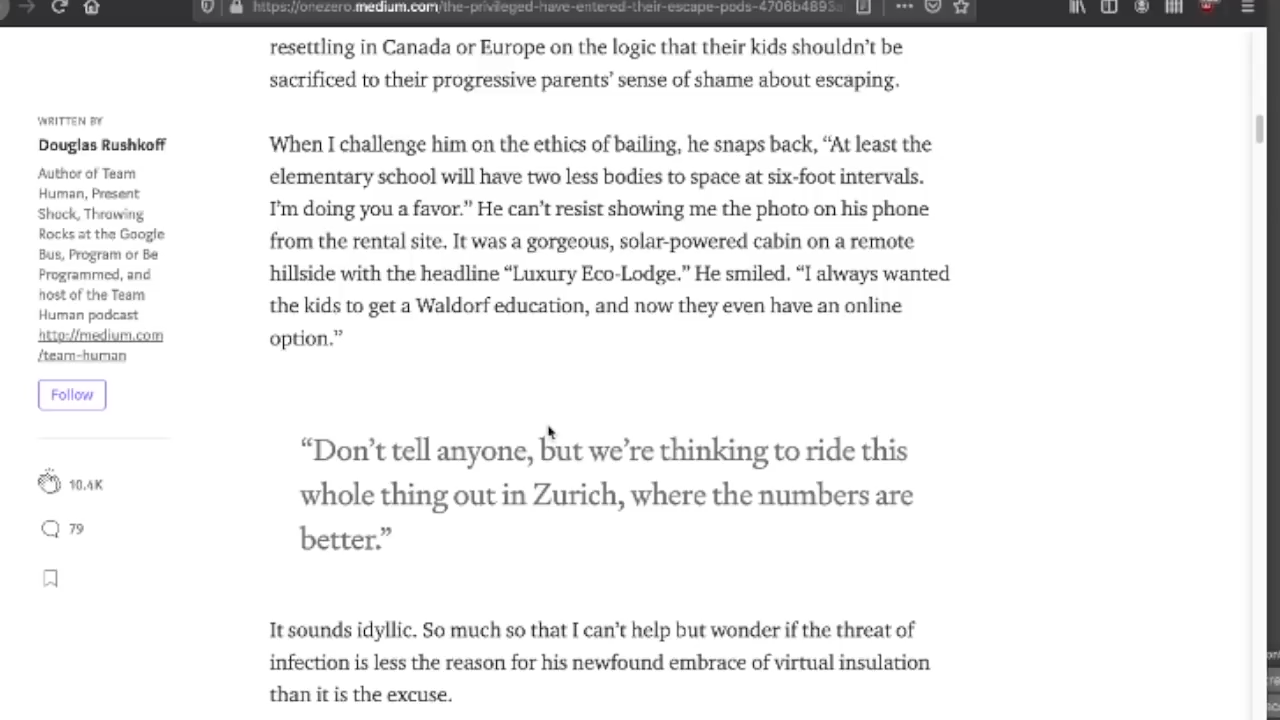 https://onezero.medium.com/the-privileged-have-entered-their-escape-pods-4706b4893a
resettling in Canada or Europe on the logic that their kids shouldn’t be
sacrificed to their progressive parents’ sense of shame about escaping.
WRITTEN BY
Douglas Rushkoff
Author of Team
Human, Present
Shock, Throwing
Rocks at the Google
Bus, Program or Be
Programmed, and
host of the Team
Human podcast
http://medium.com
/team-human
Follow
10.4K
79
When I challenge him on the ethics of bailing, he snaps back, “At least the
elementary school will have two less bodies to space at six-foot intervals.
I’m doing you a favor.” He can’t resist showing me the photo on his phone
from the rental site. It was a gorgeous, solar-powered cabin on a remote
hillside with the headline “Luxury Eco-Lodge.” He smiled. “I always wanted
the kids to get a Waldorf education, and now they even have an online
option.”
“Don’t tell anyone, but we’re thinking to ride this
whole thing out in Zurich, where the numbers are
better.”
It sounds idyllic. So much so that I can’t help but wonder if the threat of
infection is less the reason for his newfound embrace of virtual insulation
than it is the excuse.